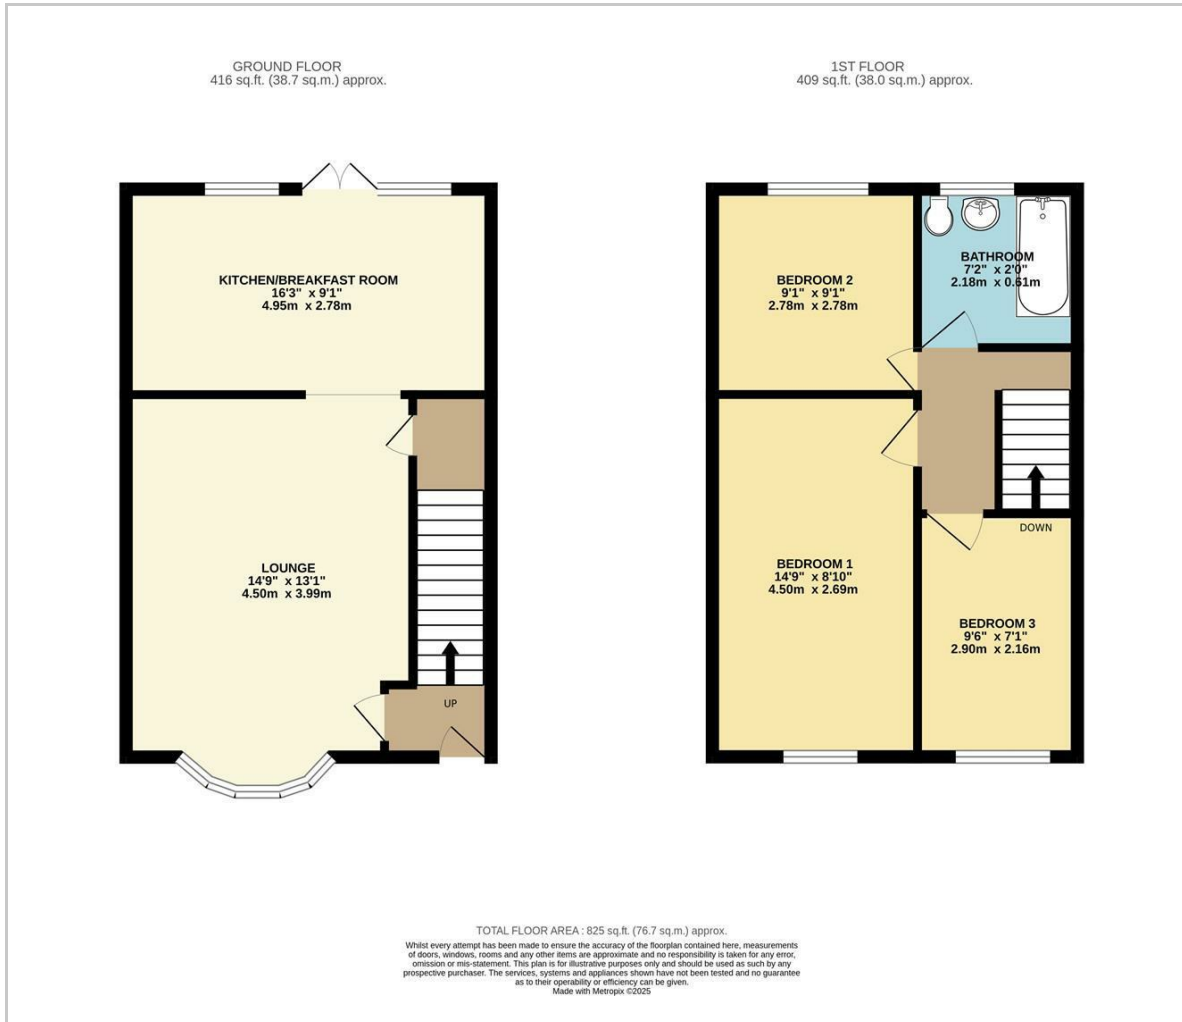 GROUND FLOOR
416 sq.ft. (38.7 sq.m.) approx.
KITCHEN/BREAKFAST ROOM
16'3" x 9'1"
4.95m x 2.78m
LOUNGE
14'9" x 13'1"
4.50m x 3.99m
UP
1ST FLOOR
409 sq.ft. (38.0 sq.m.) approx.
BEDROOM 2
9'1" x 9'1"
2.78m x 2.78m
BATHROOM
7'2" x 2'0"
2.18m x 0.61m
DOWN
BEDROOM 1
14'9" x 8'10"
4.50m x 2.69m
BEDROOM 3
9'6" x 7'1"
2.90m x 2.16m
TOTAL FLOOR AREA : 825 sq.ft. (76.7 sq.m.) approx.
Whilst every attempt has been made to ensure the accuracy of the floorplan contained here, measurements
of doors, windows, rooms and any other items are approximate and no responsibility is taken for any error,
omission or mis-statement. This plan is for illustrative purposes only and should be used as such by any
prospective purchaser. The services, systems and appliances shown have not been tested and no guarantee
as to their operability or efficiency can be given.
Made with Metropix ©2025